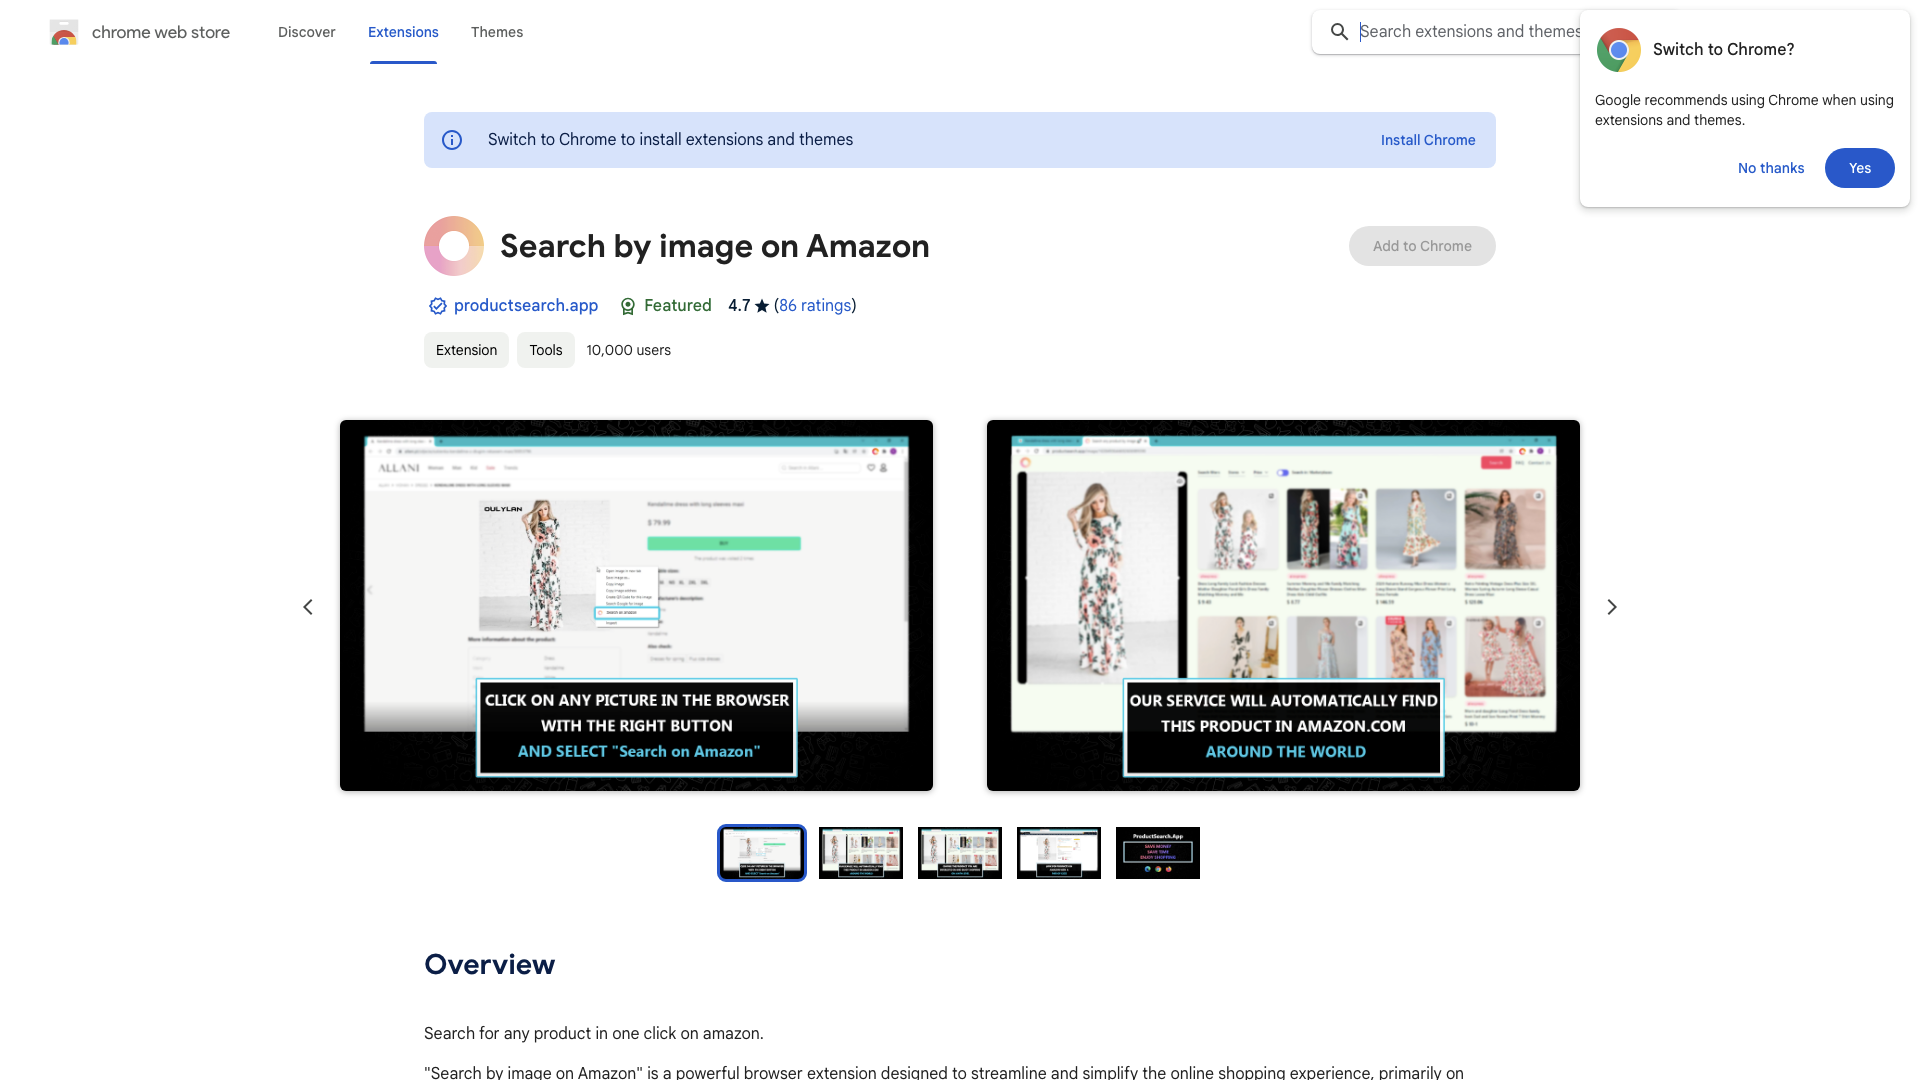 chrome web store
Discover
Extensions
Themes
Search extensions and themes
Switch to Chrome?
Google recommends using Chrome when using
extensions and themes.
No thanks
Yes
Switch to Chrome to install extensions and themes
Install Chrome
Search by image on Amazon
Add to Chrome
productsearch.app
Featured
4.7 ★ (86 ratings)
Extension
Tools
10,000 users
ALLANI
OULYLAN
CLICK ON ANY PICTURE IN THE BROWSER
WITH THE RIGHT BUTTON
AND SELECT "Search on Amazon"
OUR SERVICE WILL AUTOMATICALLY FIND
THIS PRODUCT IN AMAZON.COM
AROUND THE WORLD
ProductSearch.App
SAVE MONEY
SAVE TIME
ENJOY SHOPPING
Overview
Search for any product in one click on amazon.
"Search by image on Amazon" is a powerful browser extension designed to streamline and simplify the online shopping experience, primarily on